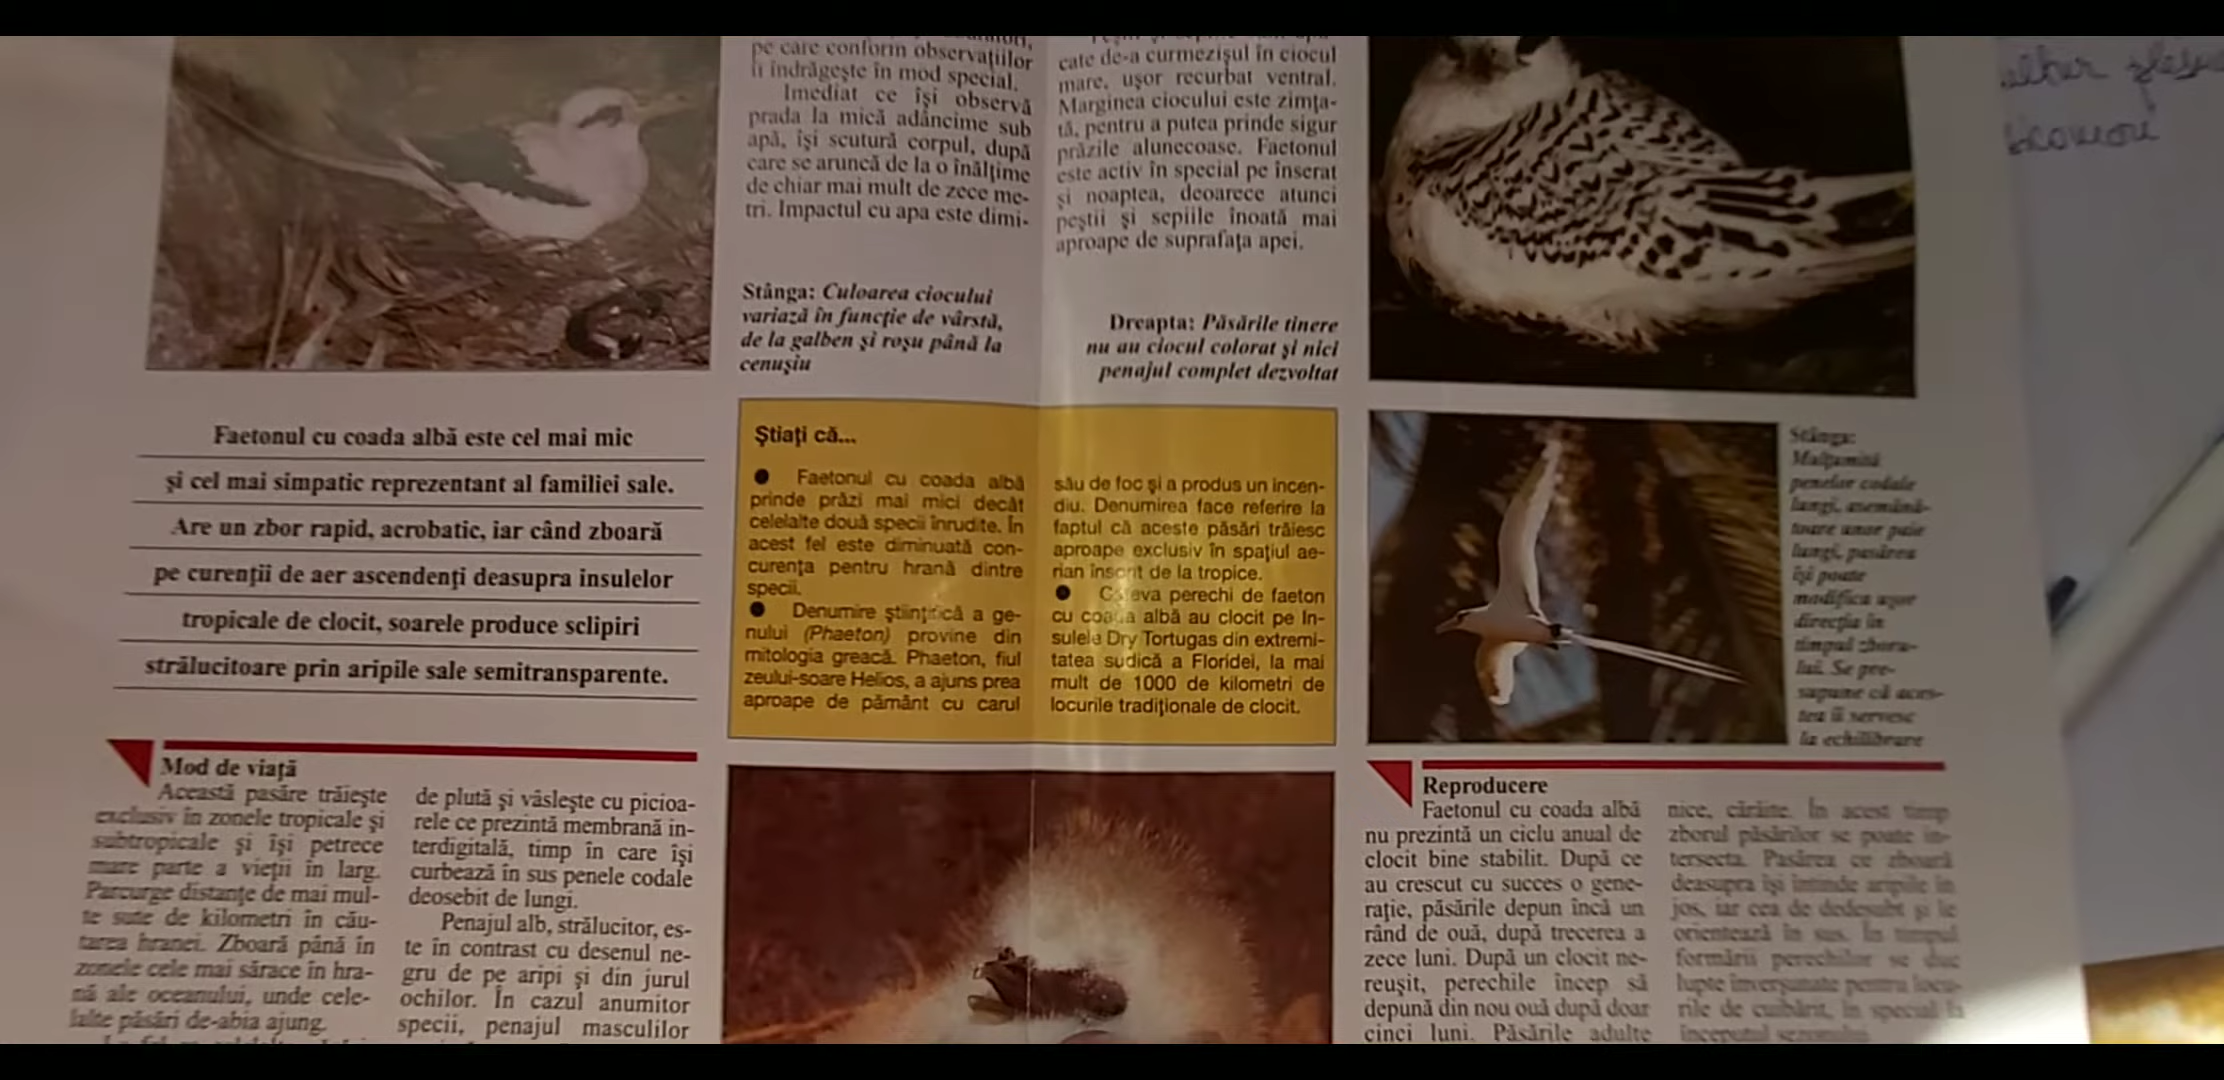 pe care conform observațiilor
îl îndrăgește în mod special.
Imediat ce își observă
prada la mică adâncime sub
apă, își scutură corpul, după
care se aruncă de la o înălțime
de chiar mai mult de zece me-
tri. Impactul cu apa este dimi-
cate de-a curmezișul în ciocul
mare, ușor recurbat ventral.
Marginea ciocului este zimța-
tă, pentru a putea prinde sigur
prăzile alunecoase. Faetonul
este activ în special pe înserat
și noaptea, deoarece atunci
peștii și sepiile înoată mai
aproape de suprafața apei.
Stânga: Culoarea ciocului
variază în funcție de vârstă,
de la galben și roșu până la
cenușiu
Dreapta: Păsările tinere
nu au ciocul colorat și nici
penajul complet dezvoltat
Faetonul cu coada albă este cel mai mic
și cel mai simpatic reprezentant al familiei sale.
Are un zbor rapid, acrobatic, iar când zboară
pe curenții de aer ascendenți deasupra insulelor
tropicale de clocit, soarele produce sclipiri
strălucitoare prin aripile sale semitransparente.
Știați că...
● Faetonul cu coada albă
prinde prăzi mai mici decât
celelalte două specii înrudite. În
acest fel este diminuată con-
curența pentru hrană dintre
specii.
● Denumire științifică a ge-
nului (Phaeton) provine din
mitologia greacă. Phaeton, fiul
zeului-soare Helios, a ajuns prea
aproape de pământ cu carul
său de foc și a produs un incen-
diu. Denumirea face referire la
faptul că aceste păsări trăiesc
aproape exclusiv în spațiul ae-
rian însorit de la tropice.
● Câteva perechi de faeton
cu coada albă au clocit pe In-
sulele Dry Tortugas din extremi-
tatea sudică a Floridei, la mai
mult de 1000 de kilometri de
locurile tradiționale de clocit.
Stânga:
Mulțumită
penelor codale
lungi, asemănă-
toare unor paie
lungi, pasărea
își poate
modifica ușor
direcția în
timpul zboru-
lui. Se pre-
supune că aces-
tea îi servesc
la echilibrare
Mod de viață
Această pasăre trăiește
exclusiv în zonele tropicale și
subtropicale și își petrece
mare parte a vieții în larg.
Parcurge distanțe de mai mul-
te sute de kilometri în cău-
tarea hranei. Zboară până în
zonele cele mai sărace în hra-
nă ale oceanului, unde cele-
lalte păsări de-abia ajung.
de plută și vâslește cu picioa-
rele ce prezintă membrană in-
terdigitală, timp în care își
curbează în sus penele codale
deosebit de lungi.
Penajul alb, strălucitor, es-
te în contrast cu desenul ne-
gru de pe aripi și din jurul
ochilor. În cazul anumitor
specii, penajul masculilor
Reproducere
Faetonul cu coada albă
nu prezintă un ciclu anual de
clocit bine stabilit. După ce
au crescut cu succes o gene-
rație, păsările depun încă un
rând de ouă, după trecerea a
zece luni. După un clocit ne-
reușit, perechile încep să
depună din nou ouă după doar
cinci luni. Păsările adulte
nice, cârâite. În acest timp
zborul păsărilor se poate in-
tersecta. Pasărea ce zboară
deasupra își întinde aripile în
jos, iar cea de dedesubt și le
orientează în sus. În timpul
formării perechilor se duc
lupte înverșunate pentru locu-
rile de cuibărit, în special la
începutul sezonului